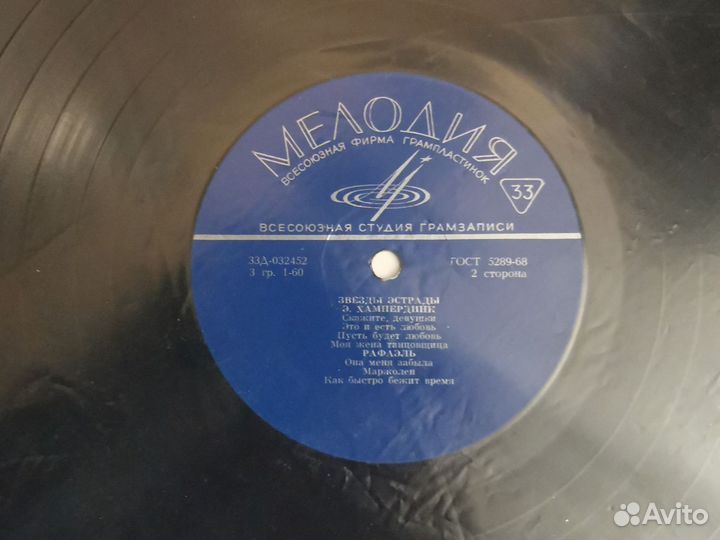 МЕЛОДИЯ
ВСЕСОЮЗНАЯ ФИРМА ГРАМПЛАСТИНОК
33
ВСЕСОЮЗНАЯ СТУДИЯ ГРАМЗАПИСИ
33Д-032452 ГОСТ 5289-68
3 гр. 1-60 2 сторона
ЗВЕЗДЫ ЭСТРАДЫ
Э. ХАМПЕРДИНК
Скажите, девушки
Это и есть любовь
Пусть будет любовь
Моя жена танцовщица
РАФАЭЛЬ
Она меня забыла
Маржолен
Как быстро бежит время
Avito